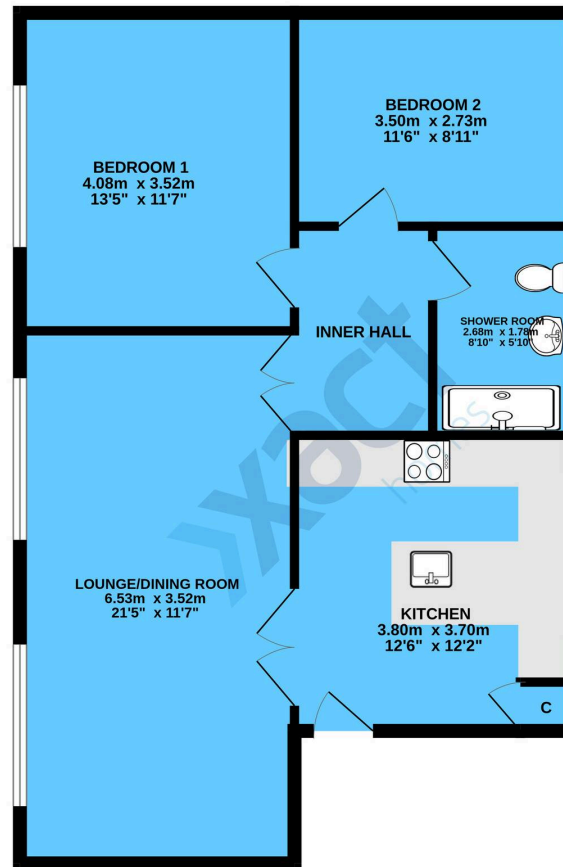 BEDROOM 1
4.08m x 3.52m
13'5" x 11'7"
BEDROOM 2
3.50m x 2.73m
11'6" x 8'11"
INNER HALL
SHOWER ROOM
2.68m x 1.78m
8'10" x 5'10"
xact
homes
LOUNGE/DINING ROOM
6.53m x 3.52m
21'5" x 11'7"
KITCHEN
3.80m x 3.70m
12'6" x 12'2"
C